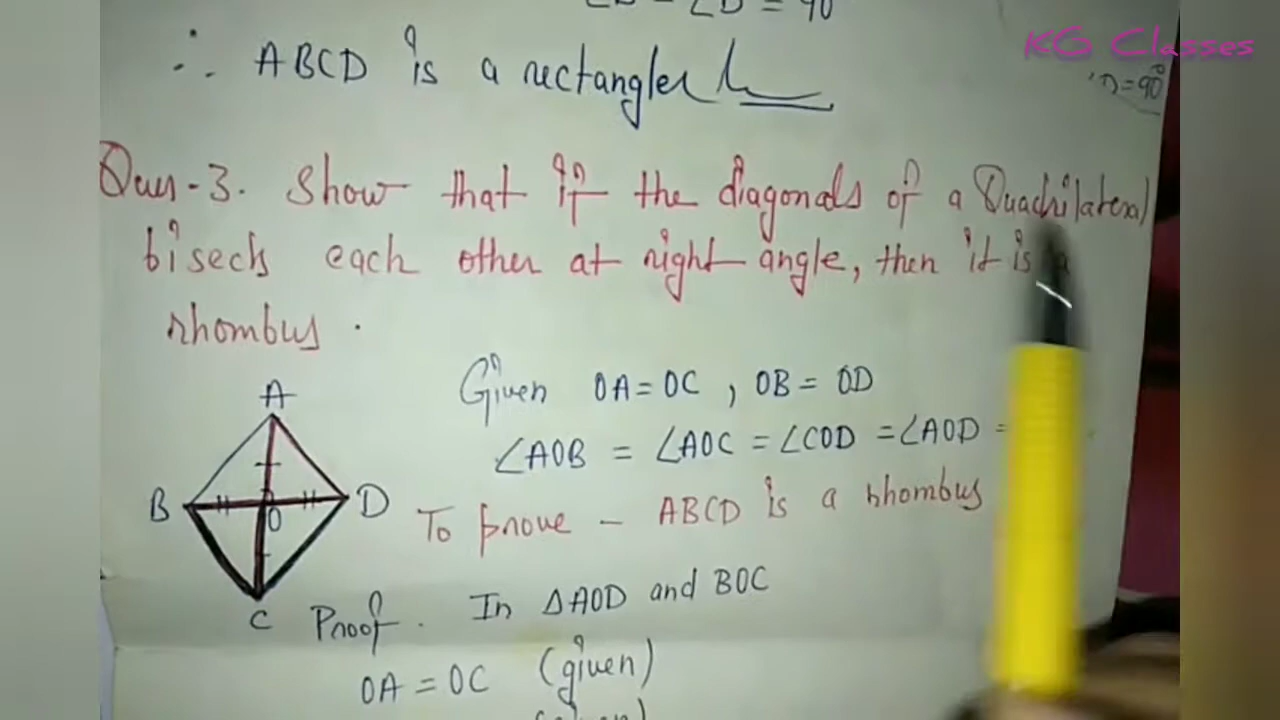 ∠B = ∠D = 90
KG Classes
∴ ABCD is a rectangler
D=90°
Ques-3. Show that if the diagonals of a Quadrilateral
bisects each other at right angle, then it is a
rhombus .
Given OA=OC , OB = OD
∠AOB = ∠AOC = ∠COD = ∠AOD =
To prove - ABCD is a rhombus
A
B
D
O
C
Proof. In ΔAOD and BOC
OA = OC (given)